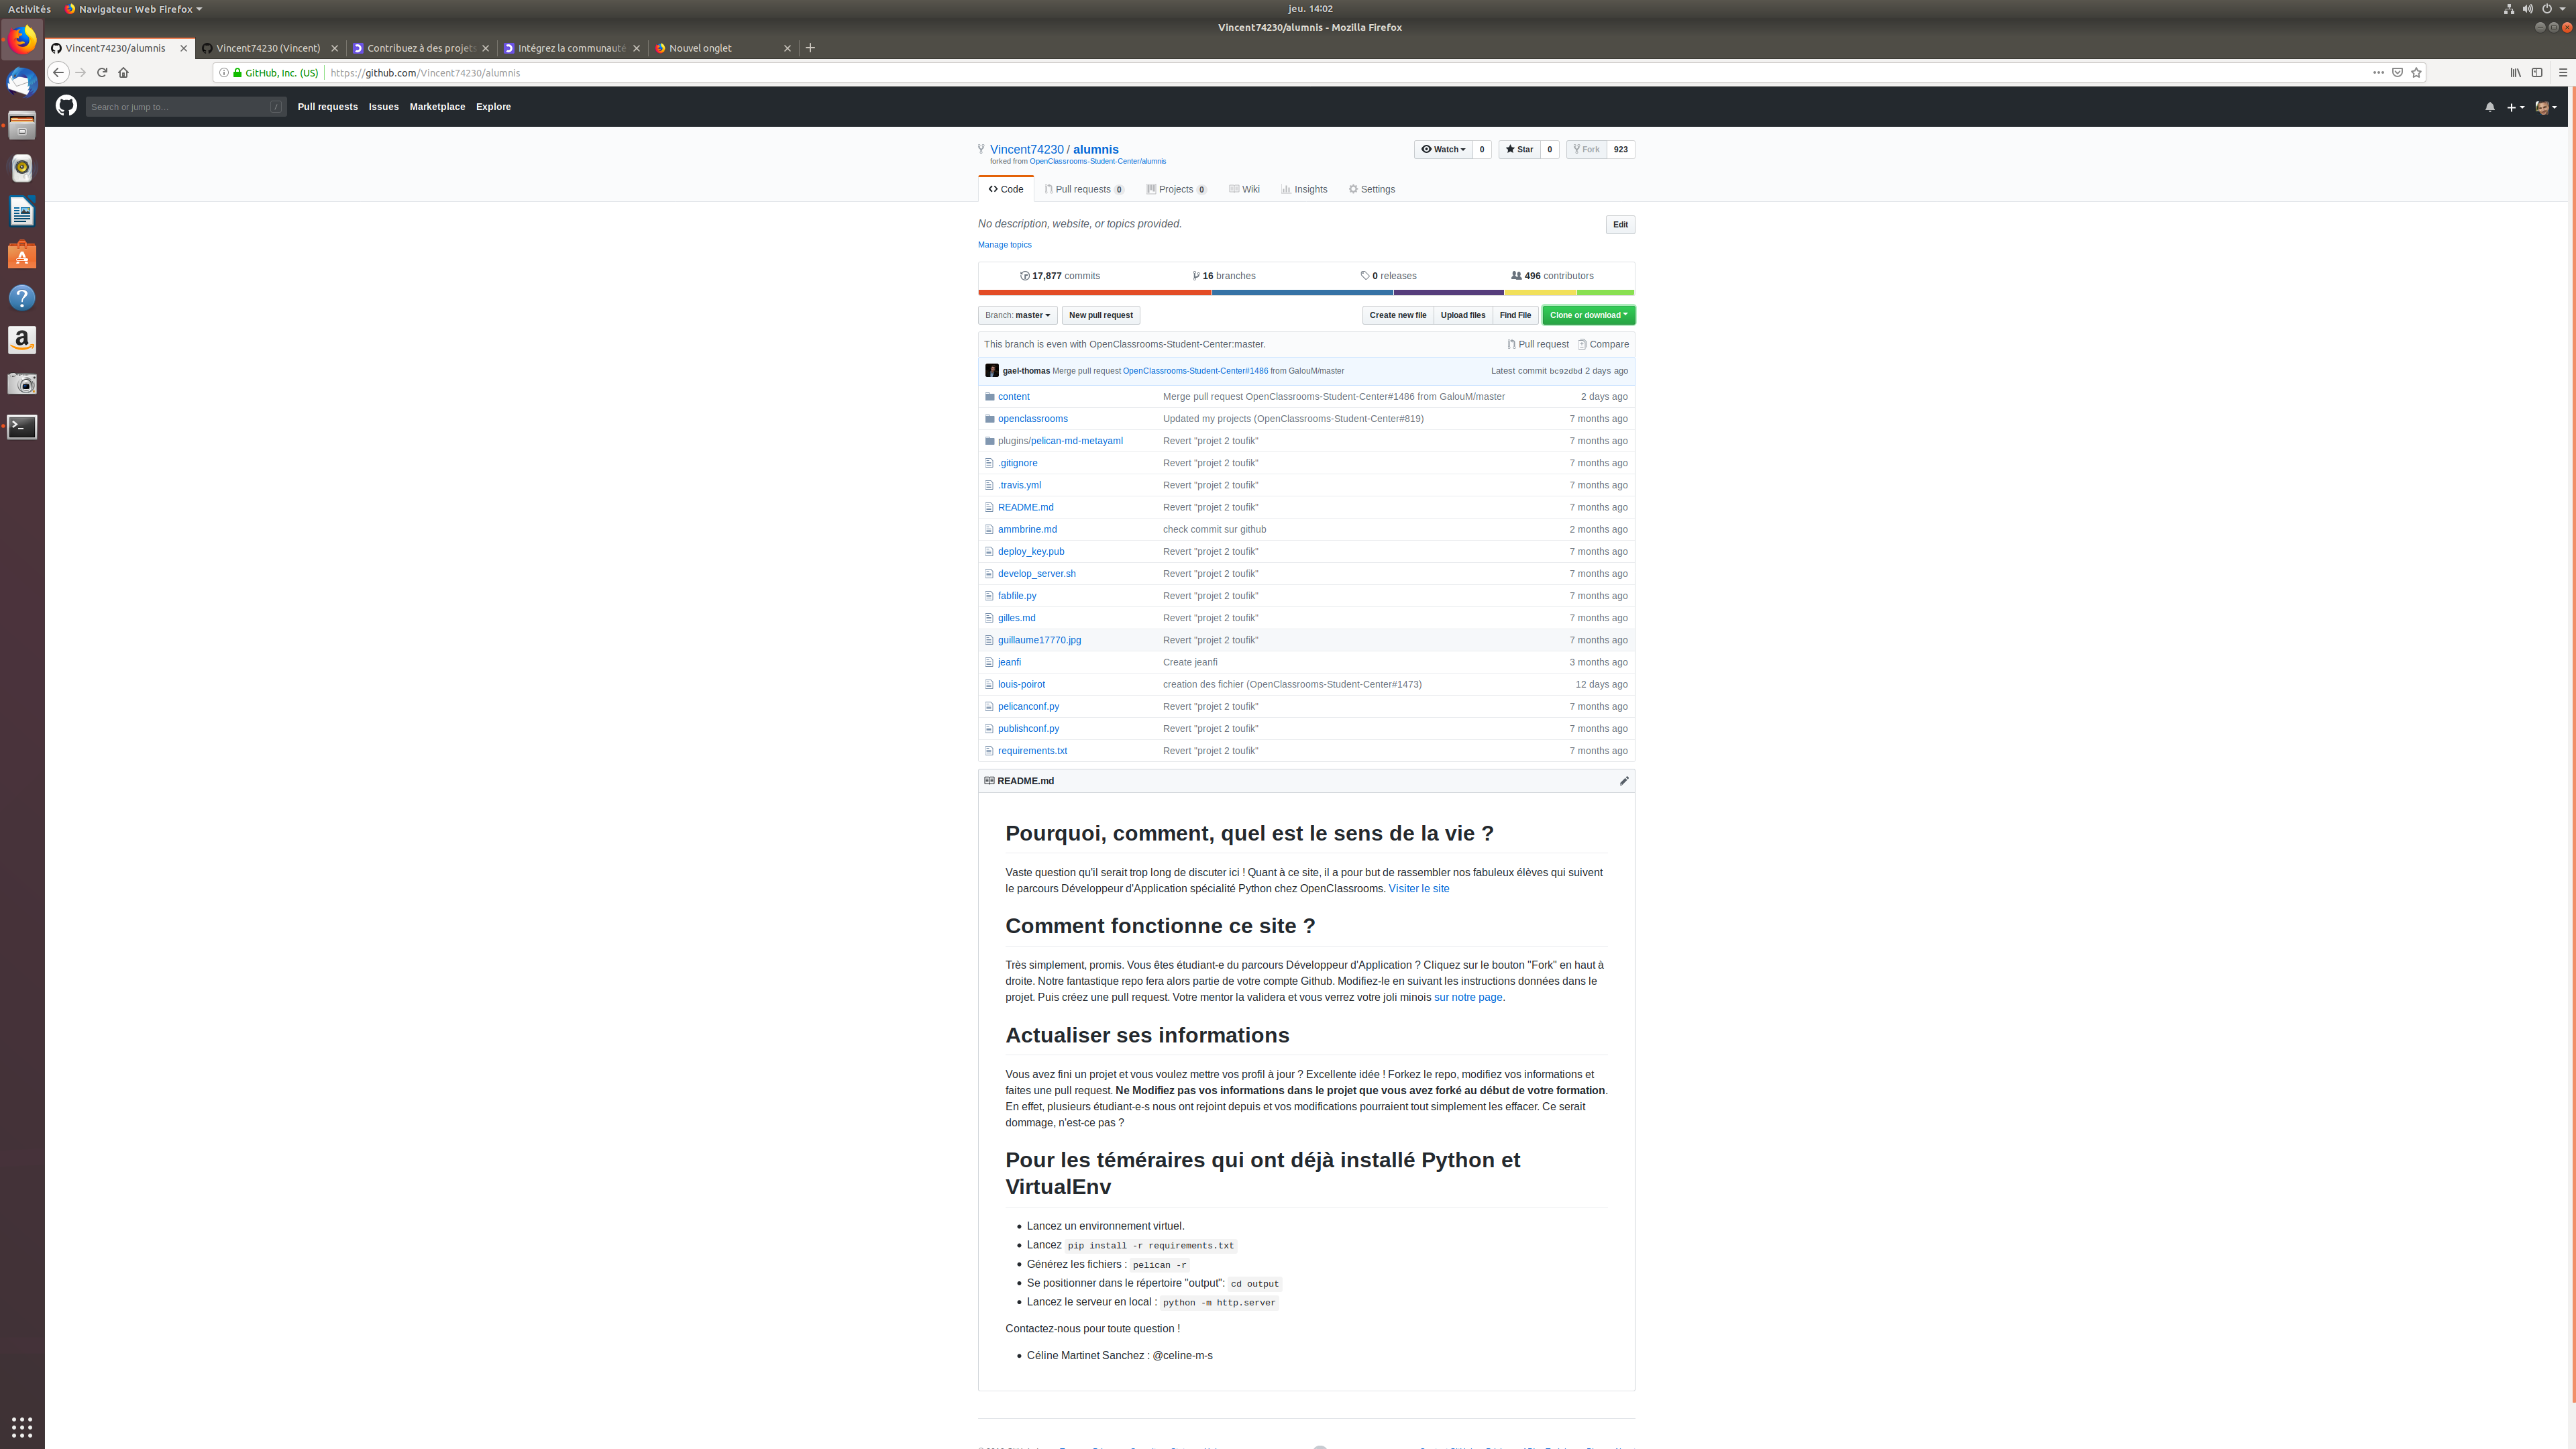 Activités Navigateur Web Firefox jeu. 14:02
Vincent74230/alumnis - Mozilla Firefox
Vincent74230/alumnis Vincent74230 (Vincent) Contribuez à des projets Intégrez la communauté Nouvel onglet
GitHub, Inc. (US) https://github.com/Vincent74230/alumnis
Search or jump to… / Pull requests Issues Marketplace Explore
Vincent74230 / alumnis
forked from OpenClassrooms-Student-Center/alumnis
Watch 0 Star 0 Fork 923
Code Pull requests 0 Projects 0 Wiki Insights Settings
No description, website, or topics provided. Edit
Manage topics
17,877 commits 16 branches 0 releases 496 contributors
Branch: master New pull request Create new file Upload files Find File Clone or download
This branch is even with OpenClassrooms-Student-Center:master. Pull request Compare
gael-thomas Merge pull request OpenClassrooms-Student-Center#1486 from GalouM/master Latest commit bc92dbd 2 days ago
content Merge pull request OpenClassrooms-Student-Center#1486 from GalouM/master 2 days ago
openclassrooms Updated my projects (OpenClassrooms-Student-Center#819) 7 months ago
plugins/pelican-md-metayaml Revert "projet 2 toufik" 7 months ago
.gitignore Revert "projet 2 toufik" 7 months ago
.travis.yml Revert "projet 2 toufik" 7 months ago
README.md Revert "projet 2 toufik" 7 months ago
ammbrine.md check commit sur github 2 months ago
deploy_key.pub Revert "projet 2 toufik" 7 months ago
develop_server.sh Revert "projet 2 toufik" 7 months ago
fabfile.py Revert "projet 2 toufik" 7 months ago
gilles.md Revert "projet 2 toufik" 7 months ago
guillaume17770.jpg Revert "projet 2 toufik" 7 months ago
jeanfi Create jeanfi 3 months ago
louis-poirot creation des fichier (OpenClassrooms-Student-Center#1473) 12 days ago
pelicanconf.py Revert "projet 2 toufik" 7 months ago
publishconf.py Revert "projet 2 toufik" 7 months ago
requirements.txt Revert "projet 2 toufik" 7 months ago
README.md
Pourquoi, comment, quel est le sens de la vie ?
Vaste question qu'il serait trop long de discuter ici ! Quant à ce site, il a pour but de rassembler nos fabuleux élèves qui suivent
le parcours Développeur d'Application spécialité Python chez OpenClassrooms. Visiter le site
Comment fonctionne ce site ?
Très simplement, promis. Vous êtes étudiant-e du parcours Développeur d'Application ? Cliquez sur le bouton "Fork" en haut à
droite. Notre fantastique repo fera alors partie de votre compte Github. Modifiez-le en suivant les instructions données dans le
projet. Puis créez une pull request. Votre mentor la validera et vous verrez votre joli minois sur notre page.
Actualiser ses informations
Vous avez fini un projet et vous voulez mettre vos profil à jour ? Excellente idée ! Forkez le repo, modifiez vos informations et
faites une pull request. Ne Modifiez pas vos informations dans le projet que vous avez forké au début de votre formation.
En effet, plusieurs étudiant-e-s nous ont rejoint depuis et vos modifications pourraient tout simplement les effacer. Ce serait
dommage, n'est-ce pas ?
Pour les téméraires qui ont déjà installé Python et
VirtualEnv
Lancez un environnement virtuel.
Lancez pip install -r requirements.txt
Générez les fichiers : pelican -r
Se positionner dans le répertoire "output": cd output
Lancez le serveur en local : python -m http.server
Contactez-nous pour toute question !
Céline Martinet Sanchez : @celine-m-s